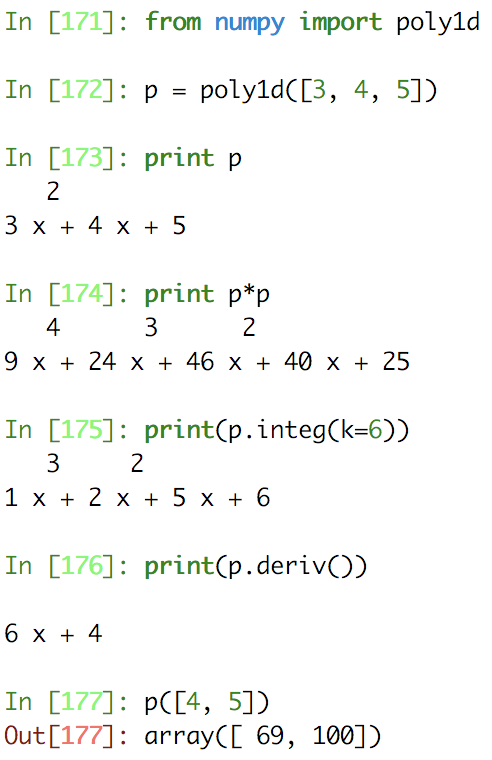 In [171]: from numpy import poly1d
In [172]: p = poly1d([3, 4, 5])
In [173]: print p
   2
3 x + 4 x + 5
In [174]: print p*p
   4      3      2
9 x + 24 x + 46 x + 40 x + 25
In [175]: print(p.integ(k=6))
   3     2
1 x + 2 x + 5 x + 6
In [176]: print(p.deriv())
6 x + 4
In [177]: p([4, 5])
Out[177]: array([ 69, 100])